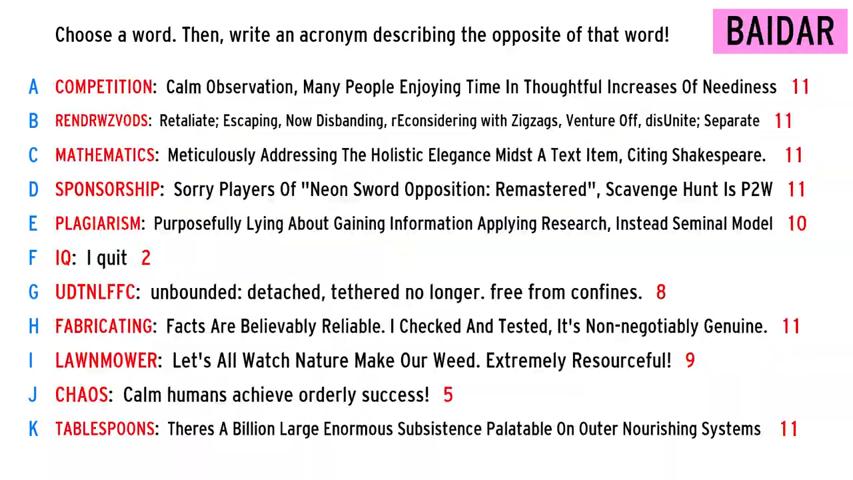 Choose a word. Then, write an acronym describing the opposite of that word!
BAIDAR
A COMPETITION: Calm Observation, Many People Enjoying Time In Thoughtful Increases Of Neediness 11
B RENDRWZVODS: Retaliate; Escaping, Now Disbanding, rEconsidering with Zigzags, Venture Off, disUnite; Separate 11
C MATHEMATICS: Meticulously Addressing The Holistic Elegance Midst A Text Item, Citing Shakespeare. 11
D SPONSORSHIP: Sorry Players Of "Neon Sword Opposition: Remastered", Scavenge Hunt Is P2W 11
E PLAGIARISM: Purposefully Lying About Gaining Information Applying Research, Instead Seminal Model 10
F IQ: I quit 2
G UDTNLFFC: unbounded: detached, tethered no longer. free from confines. 8
H FABRICATING: Facts Are Believably Reliable. I Checked And Tested, It's Non-negotiably Genuine. 11
I LAWNMOWER: Let's All Watch Nature Make Our Weed. Extremely Resourceful! 9
J CHAOS: Calm humans achieve orderly success! 5
K TABLESPOONS: Theres A Billion Large Enormous Subsistence Palatable On Outer Nourishing Systems 11